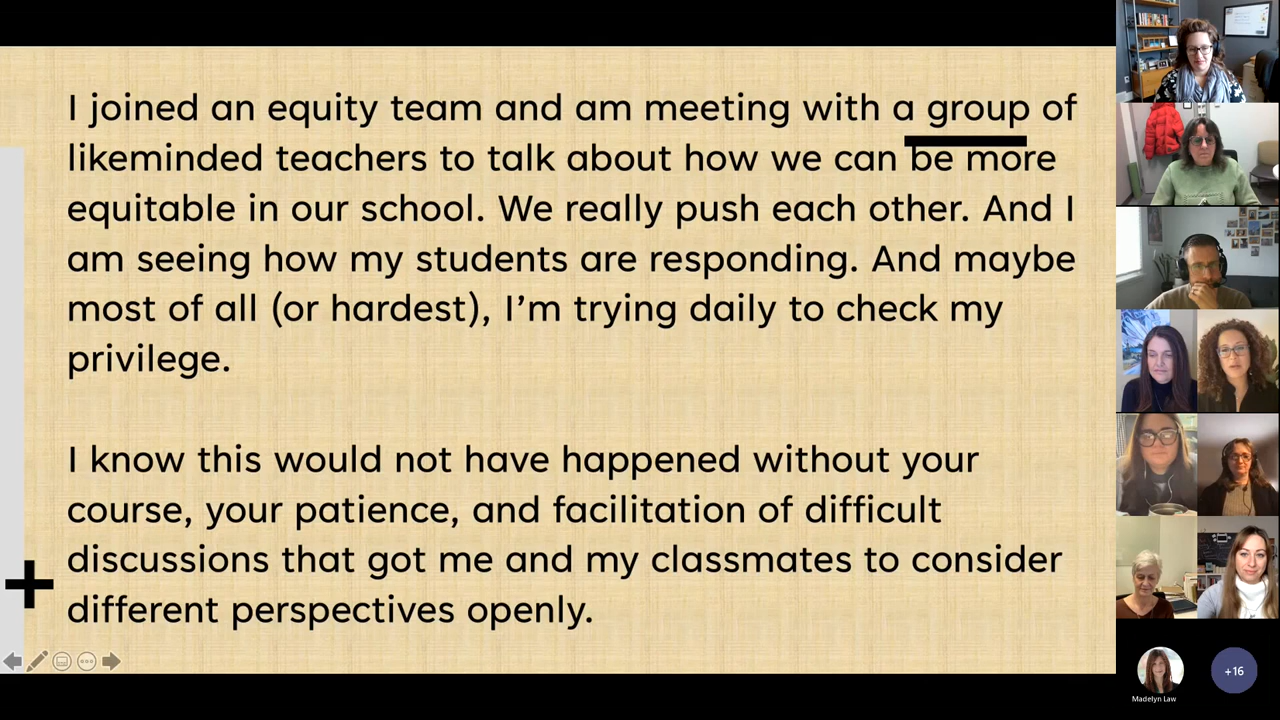 I joined an equity team and am meeting with a group of
likeminded teachers to talk about how we can be more
equitable in our school. We really push each other. And I
am seeing how my students are responding. And maybe
most of all (or hardest), I'm trying daily to check my
privilege.
I know this would not have happened without your
course, your patience, and facilitation of difficult
discussions that got me and my classmates to consider
different perspectives openly.
Madelyn Law
+16